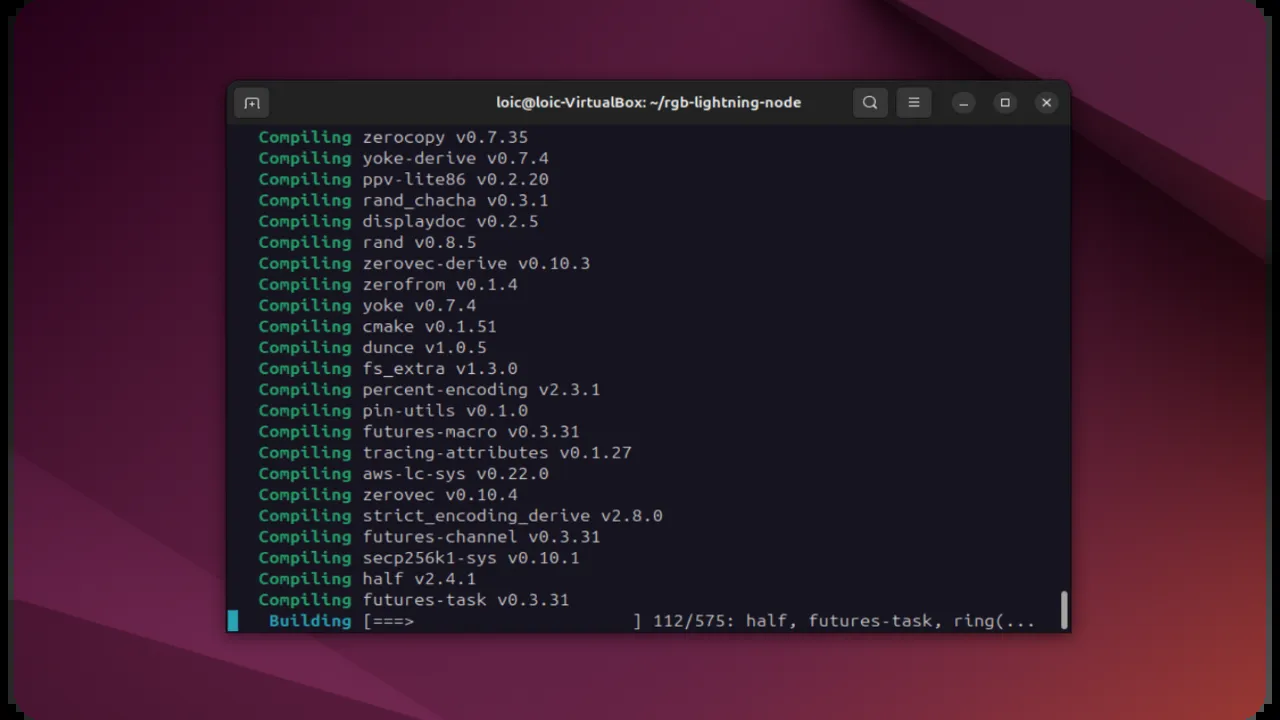 loic@loic-VirtualBox: ~/rgb-lightning-node
Compiling zerocopy v0.7.35
Compiling yoke-derive v0.7.4
Compiling ppv-lite86 v0.2.20
Compiling rand_chacha v0.3.1
Compiling displaydoc v0.2.5
Compiling rand v0.8.5
Compiling zerovec-derive v0.10.3
Compiling zerofrom v0.1.4
Compiling yoke v0.7.4
Compiling cmake v0.1.51
Compiling dunce v1.0.5
Compiling fs_extra v1.3.0
Compiling percent-encoding v2.3.1
Compiling pin-utils v0.1.0
Compiling futures-macro v0.3.31
Compiling tracing-attributes v0.1.27
Compiling aws-lc-sys v0.22.0
Compiling zerovec v0.10.4
Compiling strict_encoding_derive v2.8.0
Compiling futures-channel v0.3.31
Compiling secp256k1-sys v0.10.1
Compiling half v2.4.1
Compiling futures-task v0.3.31
Building [===>                     ] 112/575: half, futures-task, ring(...